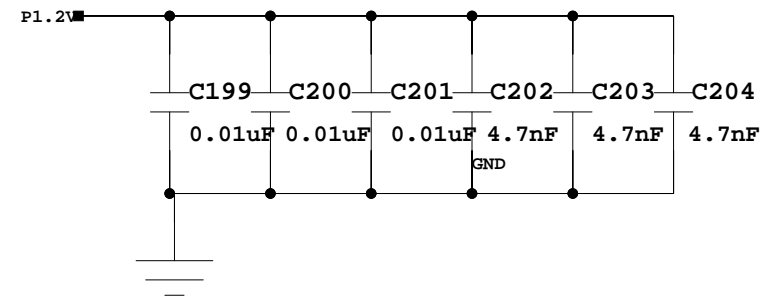 P1.2V
C199 C200 C201 C202 C203 C204
0.01uF 0.01uF 0.01uF 4.7nF 4.7nF 4.7nF
GND